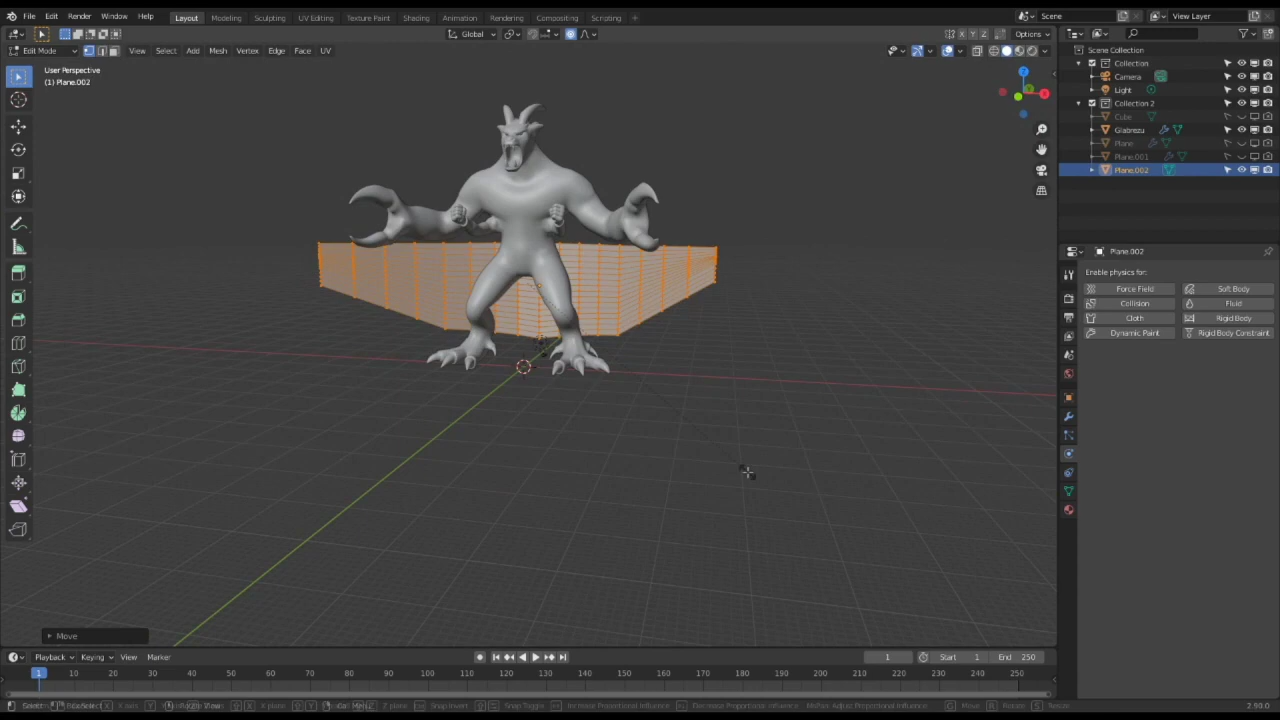 File Edit Render Window Help Layout Modeling Sculpting UV Editing Texture Paint Shading Animation Rendering Compositing Scripting + Scene View Layer
Edit Mode View Select Add Mesh Vertex Edge Face UV Global X Y Z Options
User Perspective
(1) Plane.002
Z
X
Scene Collection
Collection
Camera
Light
Collection 2
Cube
Glabrezu
Plane
Plane.001
Plane.002
Plane.002
Enable physics for:
Force Field Soft Body
Collision Fluid
Cloth Rigid Body
Dynamic Paint Rigid Body Constraint
Move
Playback Keying View Marker 1 Start 1 End 250
1 10 20 30 40 50 60 70 80 90 100 110 120 130 140 150 160 170 180 190 200 210 220 230 240 250
2.90.0